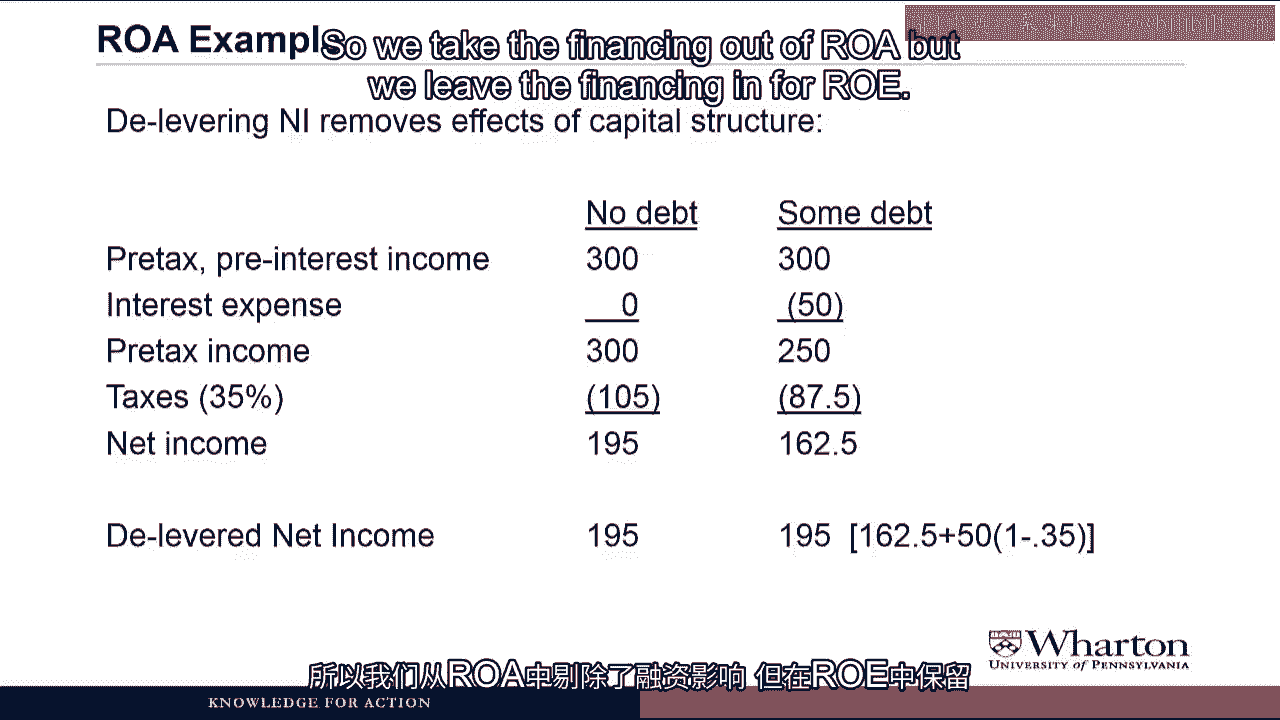 ROA Example
So we take the financing out of ROA but
we leave the financing in for ROE.
De-levering NI removes effects of capital structure:
No debt Some debt
Pretax, pre-interest income 300 300
Interest expense 0 (50)
Pretax income 300 250
Taxes (35%) (105) (87.5)
Net income 195 162.5
De-levered Net Income 195 195 [162.5+50(1-.35)]
Wharton
UNIVERSITY of PENNSYLVANIA
所以我们从ROA中剔除了融资影响 但在ROE中保留
KNOWLEDGE FOR ACTION